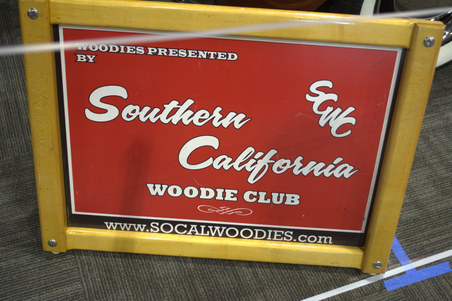 WOODIES PRESENTED
BY
SCWC
Southern
California
WOODIE CLUB
www.SOCALWOODIES.com